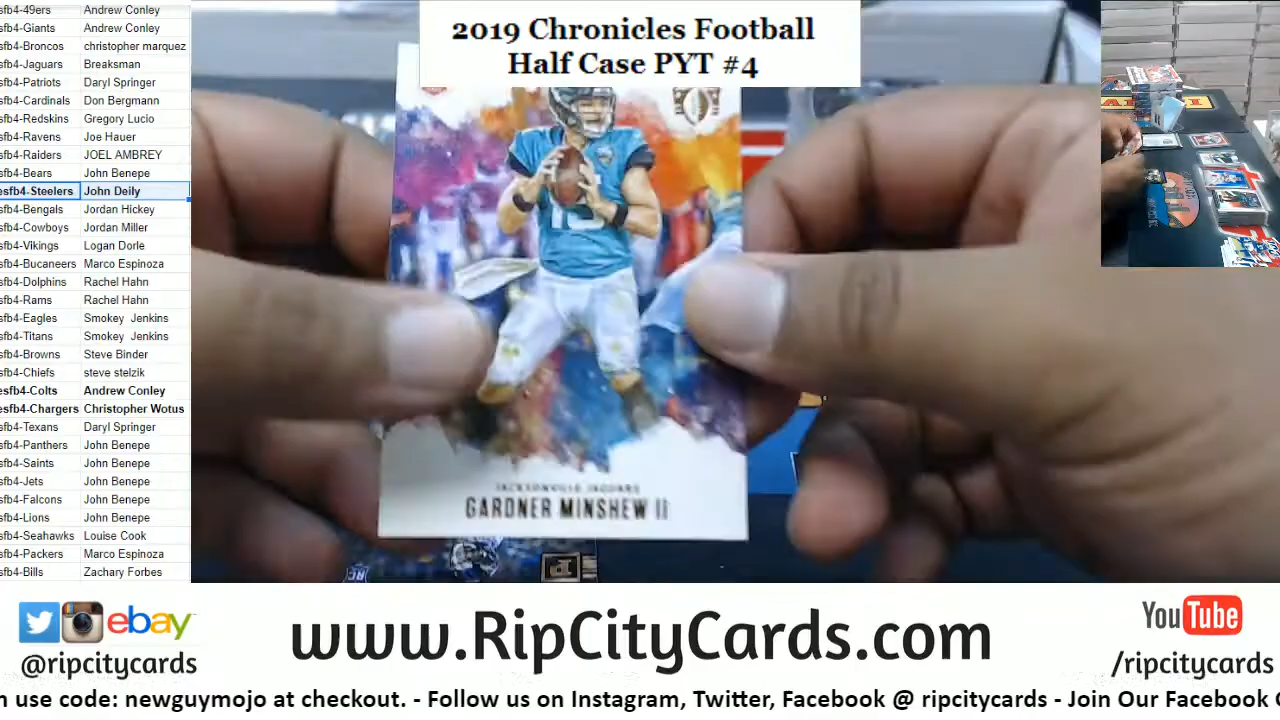 2019 Chronicles Football
Half Case PYT #4
sfb4-49ers Andrew Conley
sfb4-Giants Andrew Conley
sfb4-Broncos christopher marquez
sfb4-Jaguars Breaksman
sfb4-Patriots Daryl Springer
sfb4-Cardinals Don Bergmann
sfb4-Redskins Gregory Lucio
sfb4-Ravens Joe Hauer
sfb4-Raiders JOEL AMBREY
sfb4-Bears John Benepe
esfb4-Steelers John Deily
sfb4-Bengals Jordan Hickey
sfb4-Cowboys Jordan Miller
sfb4-Vikings Logan Dorle
sfb4-Bucaneers Marco Espinoza
sfb4-Dolphins Rachel Hahn
sfb4-Rams Rachel Hahn
sfb4-Eagles Smokey Jenkins
sfb4-Titans Smokey Jenkins
sfb4-Browns Steve Binder
sfb4-Chiefs steve stelzik
esfb4-Colts Andrew Conley
esfb4-Chargers Christopher Wotus
sfb4-Texans Daryl Springer
sfb4-Panthers John Benepe
sfb4-Saints John Benepe
sfb4-Jets John Benepe
sfb4-Falcons John Benepe
sfb4-Lions John Benepe
sfb4-Seahawks Louise Cook
sfb4-Packers Marco Espinoza
sfb4-Bills Zachary Forbes
15
JACKSONVILLE JAGUARS
GARDNER MINSHEW II
RC
P
ebay
@ripcitycards
www.RipCityCards.com
YouTube
/ripcitycards
n use code: newguymojo at checkout. - Follow us on Instagram, Twitter, Facebook @ ripcitycards - Join Our Facebook